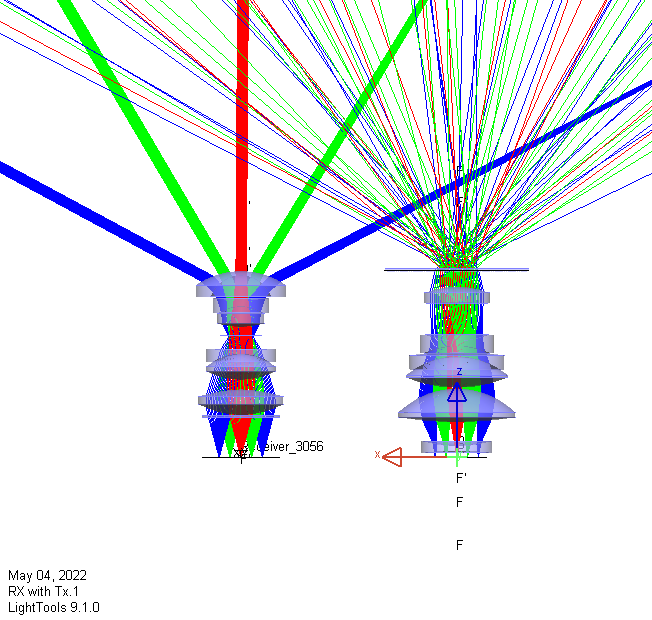 z
eiver_3056
x
F'
F
F
May 04, 2022
RX with Tx.1
LightTools 9.1.0